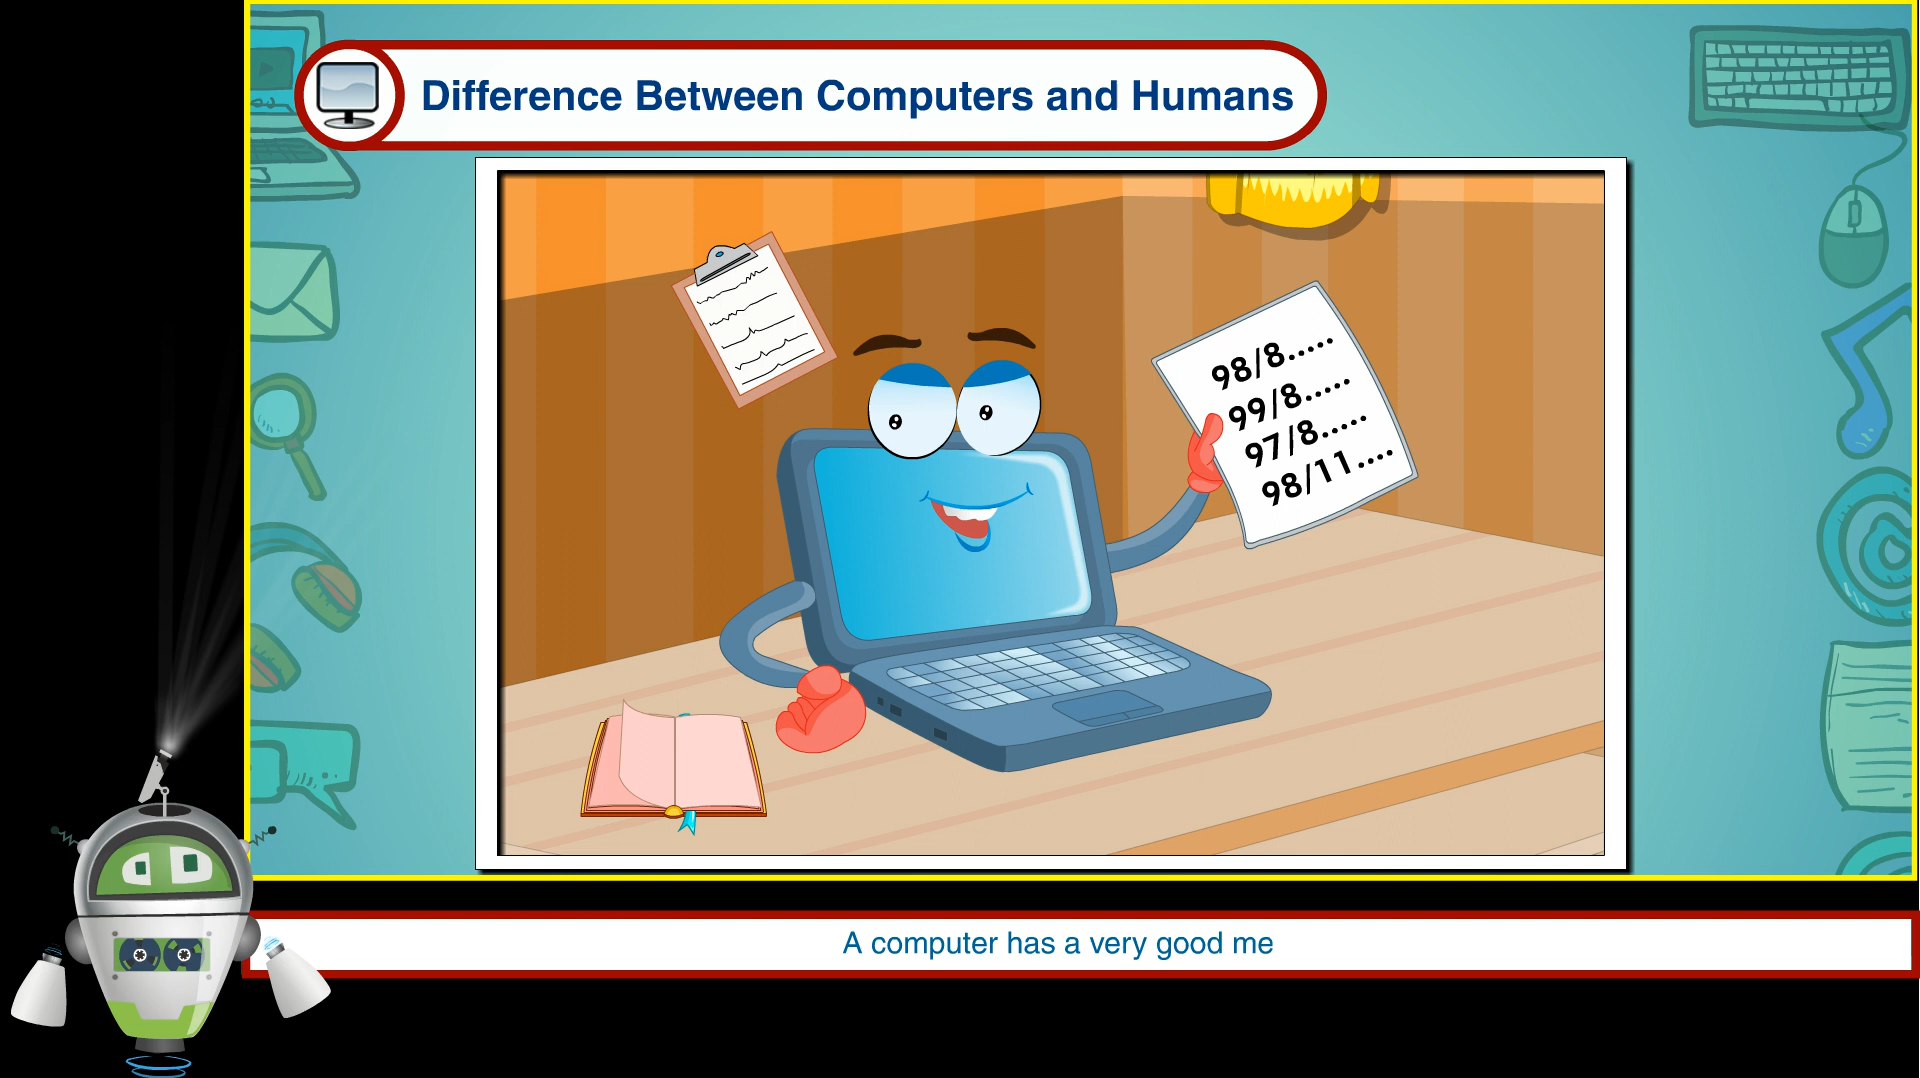 Difference Between Computers and Humans
98/8.....
99/8.....
97/8.....
98/11....
A computer has a very good me